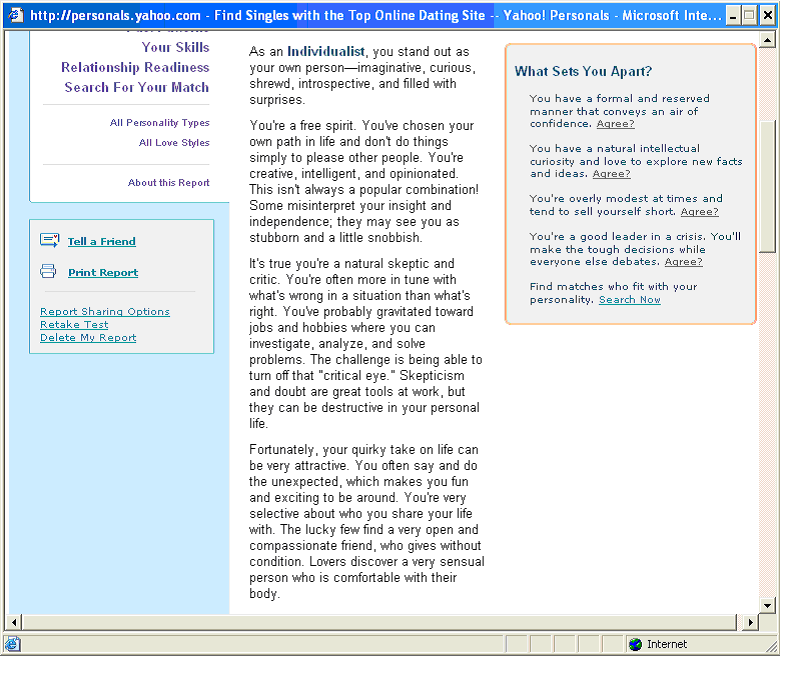 http://personals.yahoo.com - Find Singles with the Top Online Dating Site -- Yahoo! Personals - Microsoft Inte...
Your Skills
Relationship Readiness
Search For Your Match
All Personality Types
All Love Styles
About this Report
Tell a Friend
Print Report
Report Sharing Options
Retake Test
Delete My Report
As an Individualist, you stand out as
your own person—imaginative, curious,
shrewd, introspective, and filled with
surprises.
You're a free spirit. You've chosen your
own path in life and don't do things
simply to please other people. You're
creative, intelligent, and opinionated.
This isn't always a popular combination!
Some misinterpret your insight and
independence; they may see you as
stubborn and a little snobbish.
It's true you're a natural skeptic and
critic. You're often more in tune with
what's wrong in a situation than what's
right. You've probably gravitated toward
jobs and hobbies where you can
investigate, analyze, and solve
problems. The challenge is being able to
turn off that "critical eye." Skepticism
and doubt are great tools at work, but
they can be destructive in your personal
life.
Fortunately, your quirky take on life can
be very attractive. You often say and do
the unexpected, which makes you fun
and exciting to be around. You're very
selective about who you share your life
with. The lucky few find a very open and
compassionate friend, who gives without
condition. Lovers discover a very sensual
person who is comfortable with their
body.
What Sets You Apart?
You have a formal and reserved
manner that conveys an air of
confidence. Agree?
You have a natural intellectual
curiosity and love to explore new facts
and ideas. Agree?
You're overly modest at times and
tend to sell yourself short. Agree?
You're a good leader in a crisis. You'll
make the tough decisions while
everyone else debates. Agree?
Find matches who fit with your
personality. Search Now
Internet